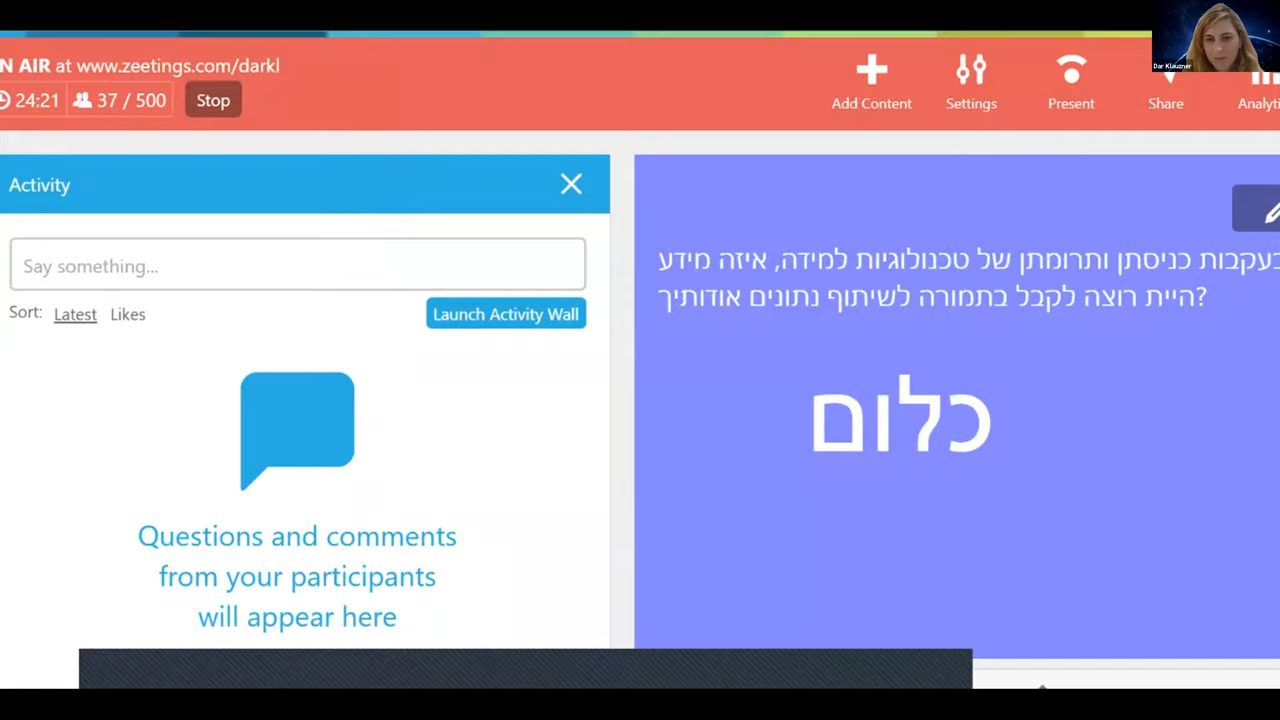 N AIR at www.zeetings.com/darkl
24:21
37 / 500
Stop
Add Content
Settings
Present
Share
Analyti
Dar Klauzner
Activity
Say something...
Sort: Latest Likes
Launch Activity Wall
Questions and comments
from your participants
will appear here
בעקבות כניסתן ותרומתן של טכנולוגיות למידה, איזה מידע
היית רוצה לקבל בתמורה לשיתוף נתונים אודותיך?
כלום